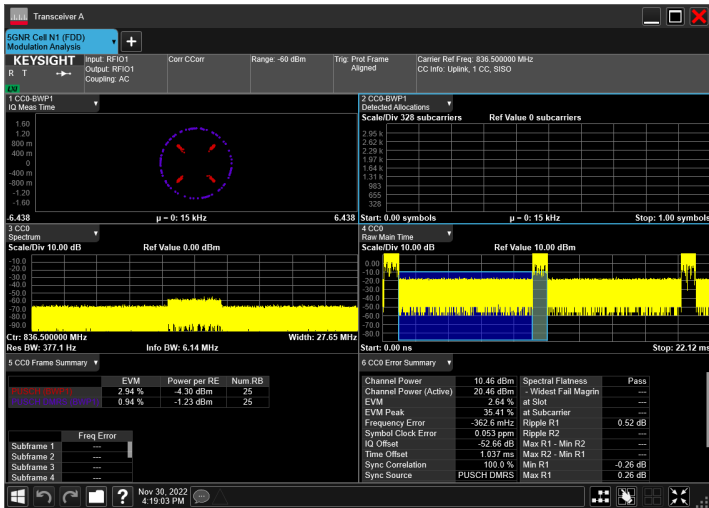 Transceiver A
5GNR Cell N1 (FDD)
Modulation Analysis
KEYSIGHT
R T
LXI
Input: RFIO1
Output: RFIO1
Coupling: AC
Corr CCorr
Range: -60 dBm
Trig: Prot Frame
Aligned
Carrier Ref Freq: 836.500000 MHz
CC Info: Uplink, 1 CC, SISO
1 CC0-BWP1
IQ Meas Time
1.60
1.20
800 m
400 m
0
-400 m
-800 m
-1.20
-1.60
-6.438
μ = 0: 15 kHz
6.438
2 CC0-BWP1
Detected Allocations
Scale/Div 328 subcarriers
Ref Value 0 subcarriers
2.95 k
2.62 k
2.29 k
1.97 k
1.64 k
1.31 k
983
655
328
Start: 0.00 symbols
μ = 0: 15 kHz
Stop: 1.00 symbols
3 CC0
Spectrum
Scale/Div 10.00 dB
Ref Value 0.00 dBm
-10.0
-20.0
-30.0
-40.0
-50.0
-60.0
-70.0
-80.0
-90.0
Ctr: 836.500000 MHz
Width: 27.65 MHz
Res BW: 377.1 Hz
Info BW: 6.14 MHz
4 CC0
Raw Main Time
Scale/Div 10.00 dB
Ref Value 10.00 dBm
0.00
-10.0
-20.0
-30.0
-40.0
-50.0
-60.0
-70.0
-80.0
Start: 0.00 ns
Stop: 22.12 ms
5 CC0 Frame Summary
EVM Power per RE Num.RB
2.94 % -4.30 dBm 25
0.94 % -1.23 dBm 25
Freq Error
Subframe 1 ---
Subframe 2 ---
Subframe 3 ---
Subframe 4 ---
6 CC0 Error Summary
Channel Power 10.46 dBm Spectral Flatness Pass
Channel Power (Active) 20.46 dBm - Widest Fail Magrin ---
EVM 2.64 % at Slot ---
EVM Peak 35.41 % at Subcarrier ---
Frequency Error -362.6 mHz Ripple R1 0.52 dB
Symbol Clock Error 0.053 ppm Ripple R2 ---
IQ Offset -52.66 dB Max R1 - Min R2 ---
Time Offset 1.037 ms Max R2 - Min R1 ---
Sync Correlation 100.0 % Min R1 -0.26 dB
Sync Source PUSCH DMRS Max R1 0.26 dB
?
Nov 30, 2022
4:19:03 PM